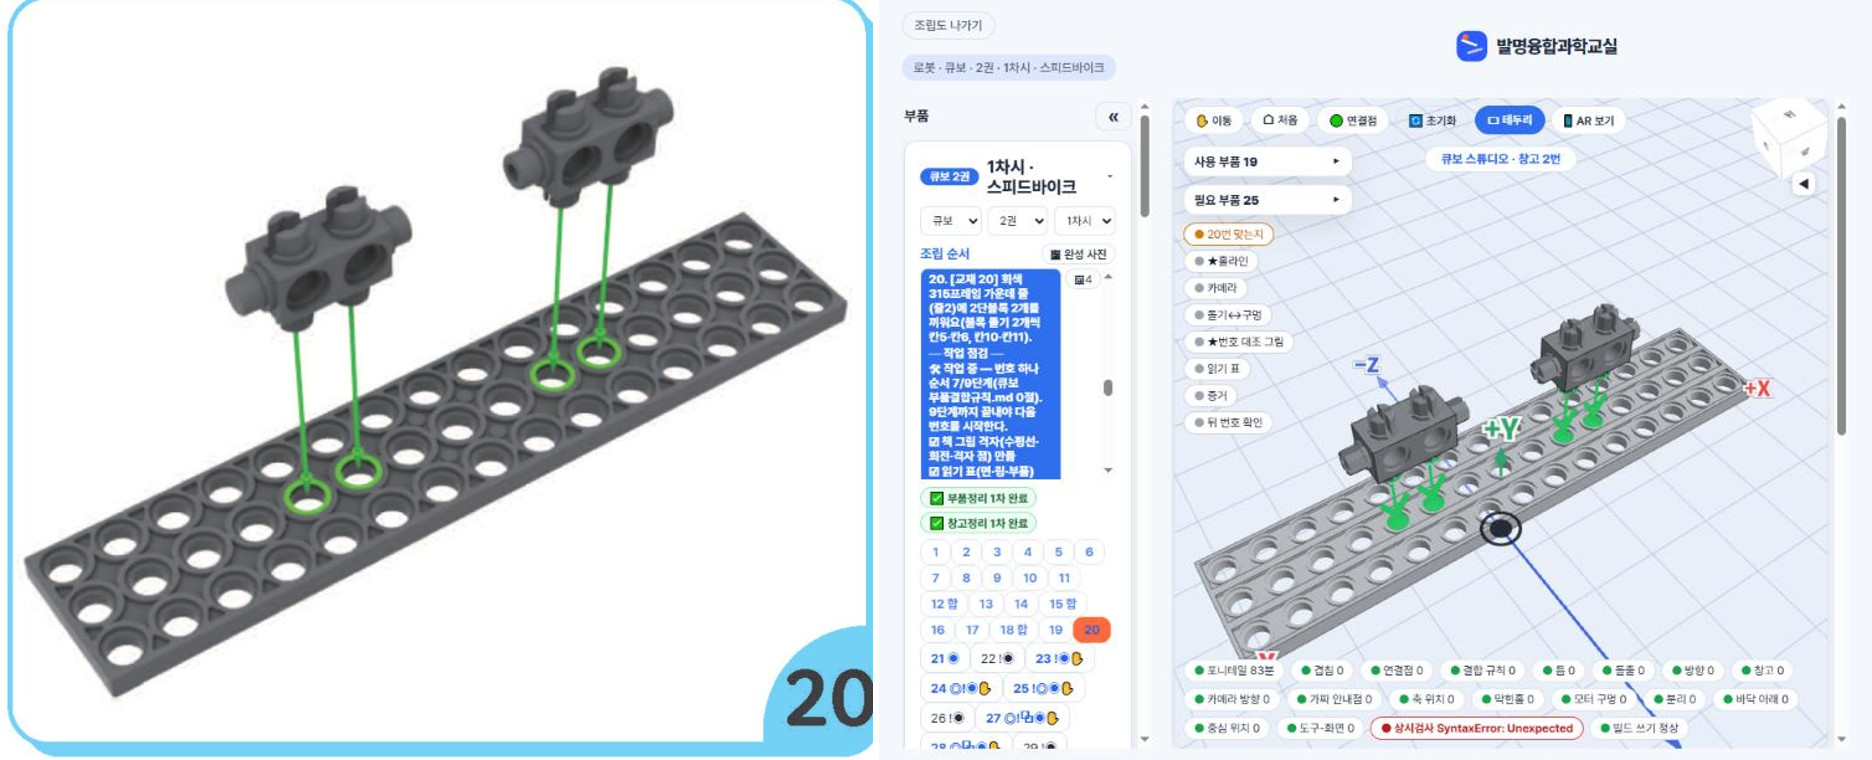 20
조립도 나가기
로봇 · 큐보 · 2권 · 1차시 · 스피드바이크
발명융합과학교실
부품
«
큐보 2권
1차시 ·
스피드바이크
큐보
2권
1차시
조립 순서
완성 사진
20. [교재 20] 회색
315프레임 가운데 줄
(줄2)에 2단블록 2개를
끼워요(블록 돌기 2개씩
칸5·칸6, 칸10·칸11).
— 작업 점검 —
🛠 작업 중 — 번호 하나
순서 7/9단계(큐보
부품결합규칙.md 0절).
9단계까지 끝내야 다음
번호를 시작한다.
☑ 책 그림 격자(수평선·
회전·격자 점) 만듦
☑ 읽기 표(면·핑·부품)
4
✅ 부품정리 1차 완료
✅ 창고정리 1차 완료
1 2 3 4 5 6
7 8 9 10 11
12 합 13 14 15 합
16 17 18 합 19 20
21 22 ! 23 !
24 ! 25 !
26 ! 27 !
28 29 !
이동
처음
연결점
초기화
테두리
AR 보기
큐보 스튜디오 · 창고 2번
사용 부품 19
필요 부품 25
20번 맞는지
★홀라인
카메라
돌기↔구멍
★번호 대조 그림
읽기 표
증거
뒤 번호 확인
-Z
+Y
+X
포니테일 83분
겹침 0
연결점 0
결합 규칙 0
틈 0
돌출 0
방향 0
창고 0
카메라 방향 0
가짜 안내점 0
축 위치 0
막힌홀 0
모터 구멍 0
분리 0
바닥 아래 0
중심 위치 0
도구-화면 0
상시검사 SyntaxError: Unexpected
빌드 쓰기 정상